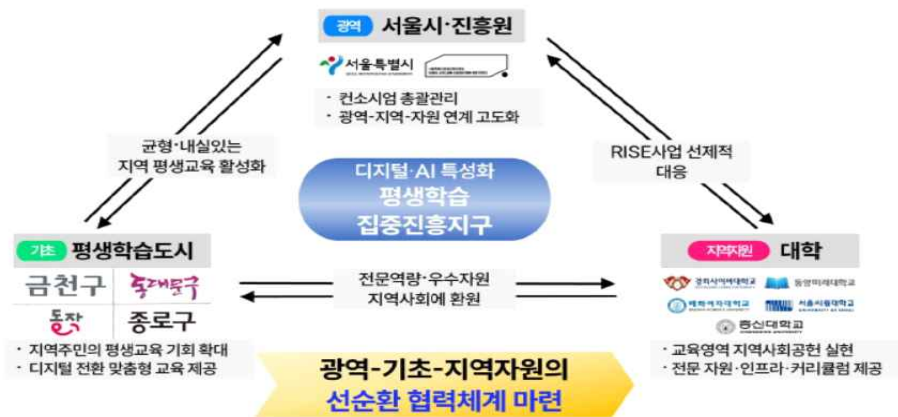 광역 서울시·진흥원
서울특별시
· 컨소시엄 총괄관리
· 광역-지역-자원 연계 고도화
균형·내실있는
지역 평생교육 활성화
RISE사업 선제적
대응
디지털·AI 특성화
평생학습
집중진흥지구
기초 평생학습도시
금천구 동대문구
동작 종로구
· 지역주민의 평생교육 기회 확대
· 디지털 전환 맞춤형 교육 제공
전문역량·우수자원
지역사회에 환원
지역자원 대학
경희사이버대학교 동양미래대학교
배화여자대학교 서울시립대학교
총신대학교
· 교육영역 지역사회공헌 실현
· 전문 자원·인프라·커리큘럼 제공
광역-기초-지역자원의
선순환 협력체계 마련